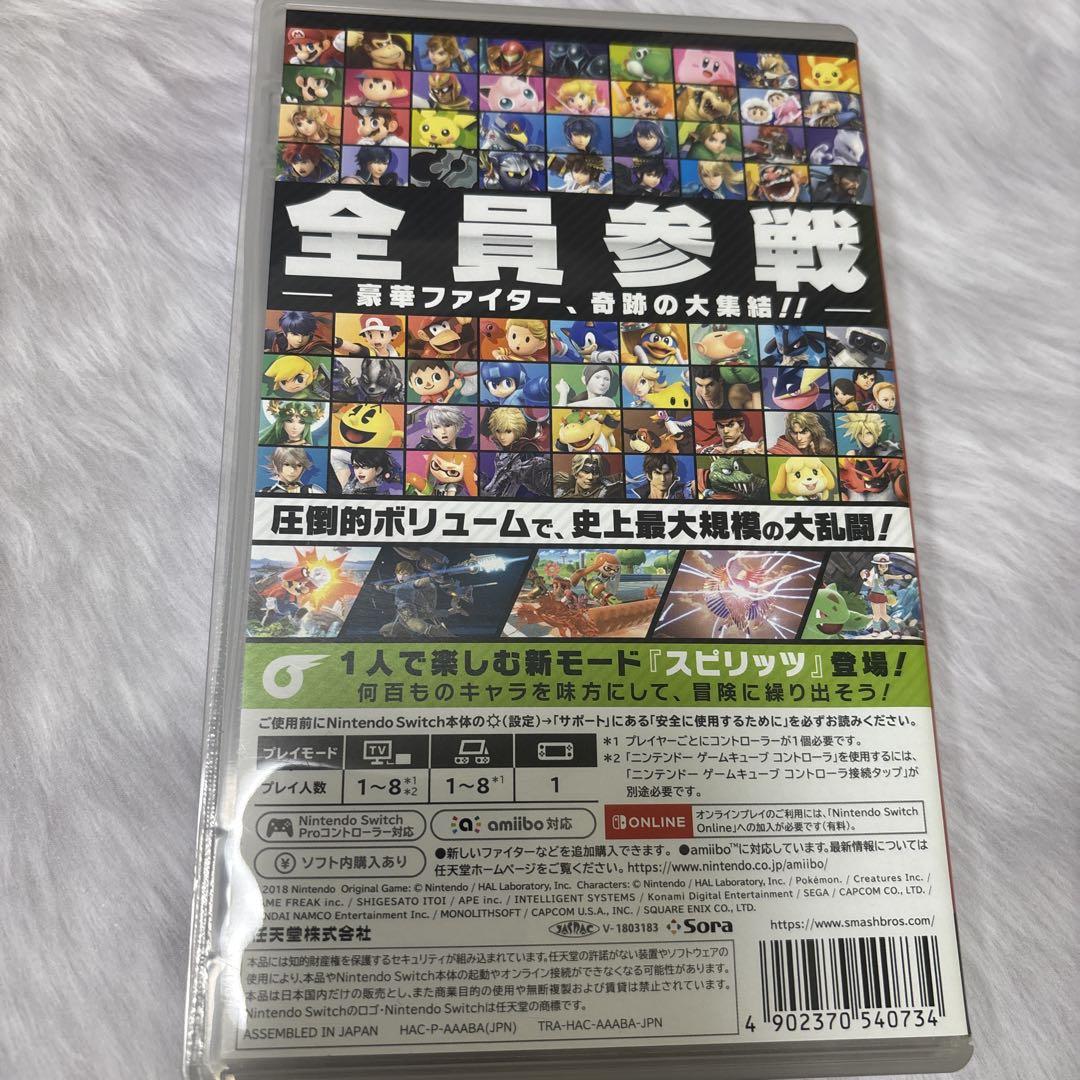 全員参戦
豪華ファイター、奇跡の大集結!!
圧倒的ボリュームで、史上最大規模の大乱闘!
1人で楽しむ新モード『スピリッツ』登場!
何百ものキャラを味方にして、冒険に繰り出そう!
ご使用前にNintendo Switch本体の(設定)→「サポート」にある「安全に使用するために」を必ずお読みください。
プレイモード TV
プレイ人数 1~8 *1 *2 1~8 *1 1
*1 プレイヤーごとにコントローラーが1個必要です。
*2 「ニンテンドー ゲームキューブ コントローラ」を使用するには、
「ニンテンドー ゲームキューブ コントローラ接続タップ」が
別途必要です。
Nintendo Switch
Proコントローラー対応
amiibo 対応
ONLINE
オンラインプレイのご利用には、「Nintendo Switch
Online」への加入が必要です(有料)。
ソフト内購入あり
●新しいファイターなどを追加購入できます。 ●amiibo™に対応しています。最新情報については
任天堂ホームページをご覧ください。https://www.nintendo.co.jp/amiibo/
2018 Nintendo Original Game: © Nintendo / HAL Laboratory, Inc. Characters: © Nintendo / HAL Laboratory, Inc. / Pokémon. / Creatures Inc. /
GAME FREAK inc. / SHIGESATO ITOI / APE inc. / INTELLIGENT SYSTEMS / Konami Digital Entertainment / SEGA / CAPCOM CO., LTD. /
BANDAI NAMCO Entertainment Inc. / MONOLITHSOFT / CAPCOM U.S.A., INC. / SQUARE ENIX CO., LTD.
任天堂株式会社
JASRAC V-1803183 Sora
https://www.smashbros.com/
本品には知的財産権を保護するセキュリティが組み込まれています。任天堂の許諾がない装置やソフトウェアの
使用により、本品やNintendo Switch本体の起動やオンライン接続ができなくなる可能性があります。
本品は日本国内だけの販売とし、また商業目的の使用や無断複製および賃貸は禁止されています。
Nintendo Switchのロゴ・Nintendo Switchは任天堂の商標です。
ASSEMBLED IN JAPAN HAC-P-AAABA(JPN) TRA-HAC-AAABA-JPN
4 902370 540734